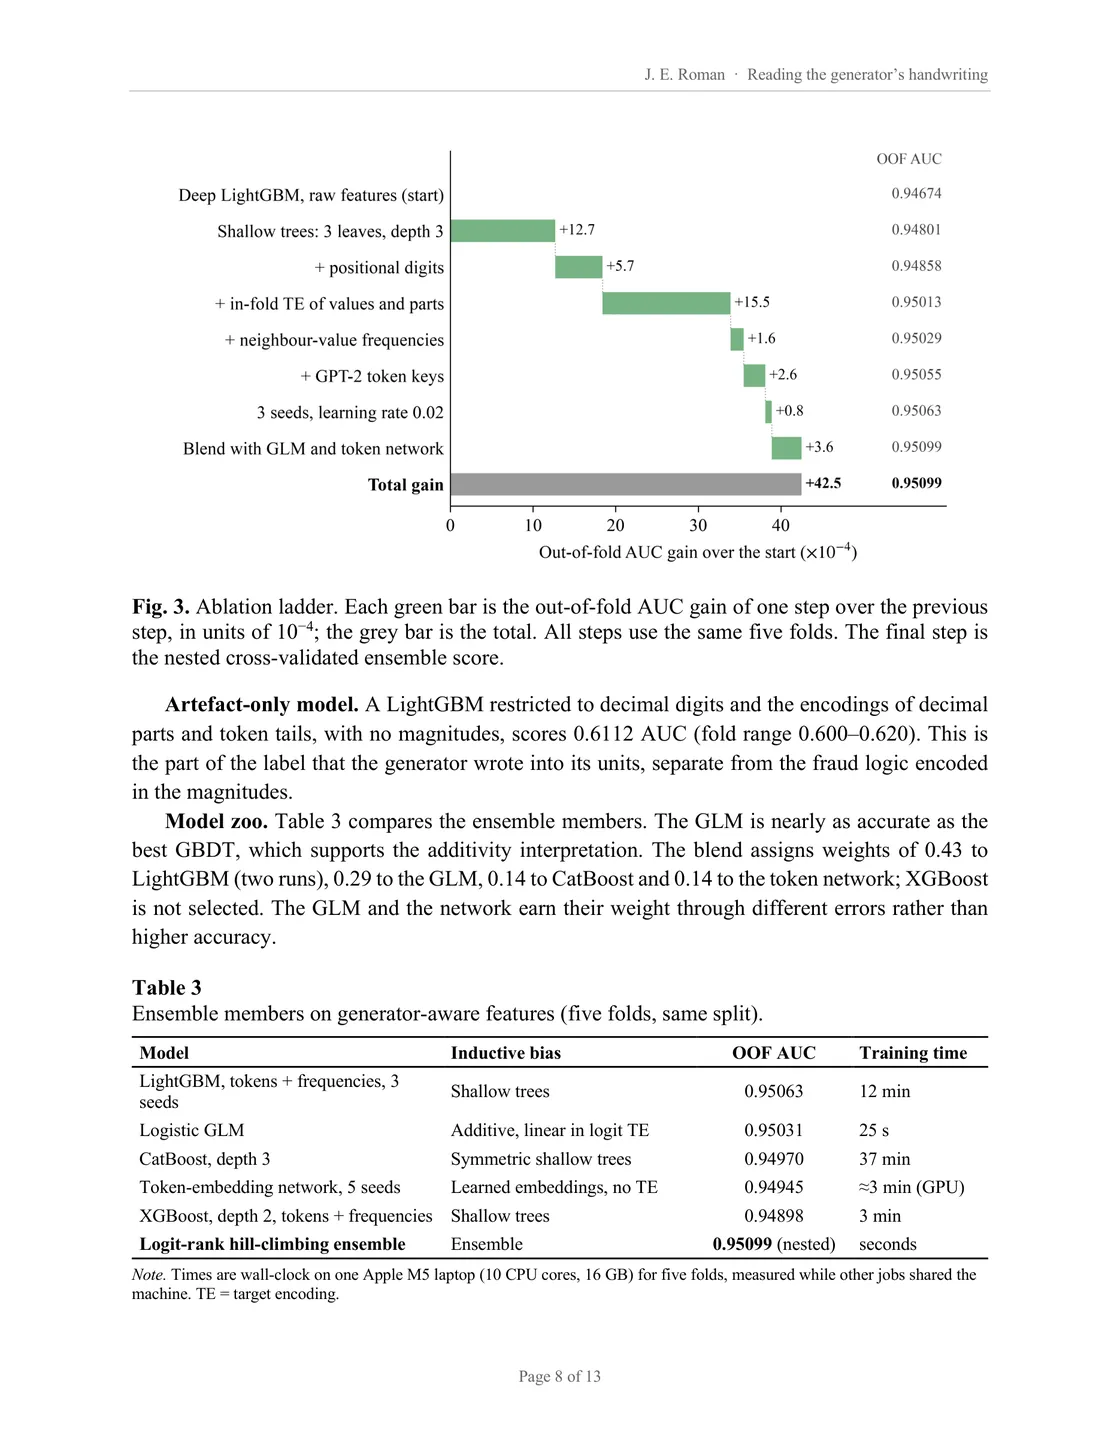 J. E. Roman · Reading the generator’s handwriting
OOF AUC
Deep LightGBM, raw features (start) 0.94674
Shallow trees: 3 leaves, depth 3 +12.7 0.94801
+ positional digits +5.7 0.94858
+ in-fold TE of values and parts +15.5 0.95013
+ neighbour-value frequencies +1.6 0.95029
+ GPT-2 token keys +2.6 0.95055
3 seeds, learning rate 0.02 +0.8 0.95063
Blend with GLM and token network +3.6 0.95099
Total gain +42.5 0.95099
0 10 20 30 40
Out-of-fold AUC gain over the start (×10⁻⁴)
Fig. 3. Ablation ladder. Each green bar is the out-of-fold AUC gain of one step over the previous
step, in units of 10⁻⁴; the grey bar is the total. All steps use the same five folds. The final step is
the nested cross-validated ensemble score.
Artefact-only model. A LightGBM restricted to decimal digits and the encodings of decimal
parts and token tails, with no magnitudes, scores 0.6112 AUC (fold range 0.600–0.620). This is
the part of the label that the generator wrote into its units, separate from the fraud logic encoded
in the magnitudes.
Model zoo. Table 3 compares the ensemble members. The GLM is nearly as accurate as the
best GBDT, which supports the additivity interpretation. The blend assigns weights of 0.43 to
LightGBM (two runs), 0.29 to the GLM, 0.14 to CatBoost and 0.14 to the token network; XGBoost
is not selected. The GLM and the network earn their weight through different errors rather than
higher accuracy.
Table 3
Ensemble members on generator-aware features (five folds, same split).
Model Inductive bias OOF AUC Training time
LightGBM, tokens + frequencies, 3
seeds Shallow trees 0.95063 12 min
Logistic GLM Additive, linear in logit TE 0.95031 25 s
CatBoost, depth 3 Symmetric shallow trees 0.94970 37 min
Token-embedding network, 5 seeds Learned embeddings, no TE 0.94945 ≈3 min (GPU)
XGBoost, depth 2, tokens + frequencies Shallow trees 0.94898 3 min
Logit-rank hill-climbing ensemble Ensemble 0.95099 (nested) seconds
Note. Times are wall-clock on one Apple M5 laptop (10 CPU cores, 16 GB) for five folds, measured while other jobs shared the
machine. TE = target encoding.
Page 8 of 13